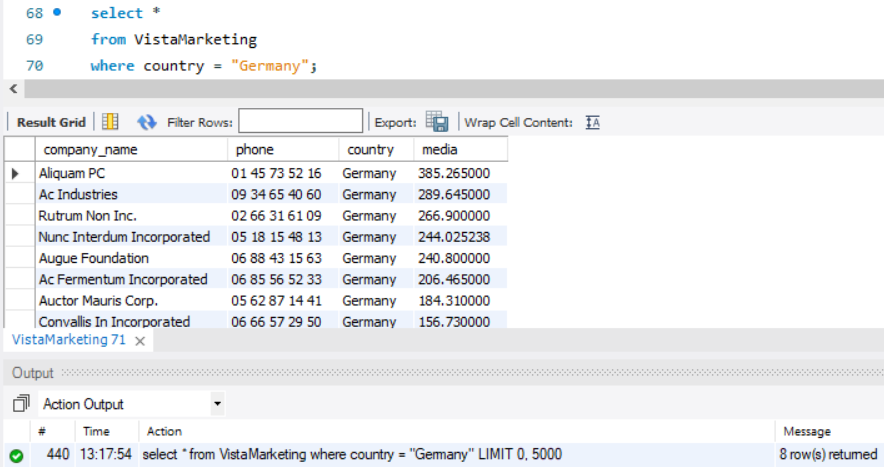 68 select *
69 from VistaMarketing
70 where country = "Germany";
Result Grid Filter Rows: Export: Wrap Cell Content: IA
company_name phone country media
Aliquam PC 01 45 73 52 16 Germany 385.265000
Ac Industries 09 34 65 40 60 Germany 289.645000
Rutrum Non Inc. 02 66 31 61 09 Germany 266.900000
Nunc Interdum Incorporated 05 18 15 48 13 Germany 244.025238
Augue Foundation 06 88 43 15 63 Germany 240.800000
Ac Fermentum Incorporated 06 85 56 52 33 Germany 206.465000
Auctor Mauris Corp. 05 62 87 14 41 Germany 184.310000
Convallis In Incorporated 06 66 57 29 50 Germany 156.730000
VistaMarketing 71
Output
Action Output
# Time Action Message
440 13:17:54 select * from VistaMarketing where country = "Germany" LIMIT 0, 5000 8 row(s) returned